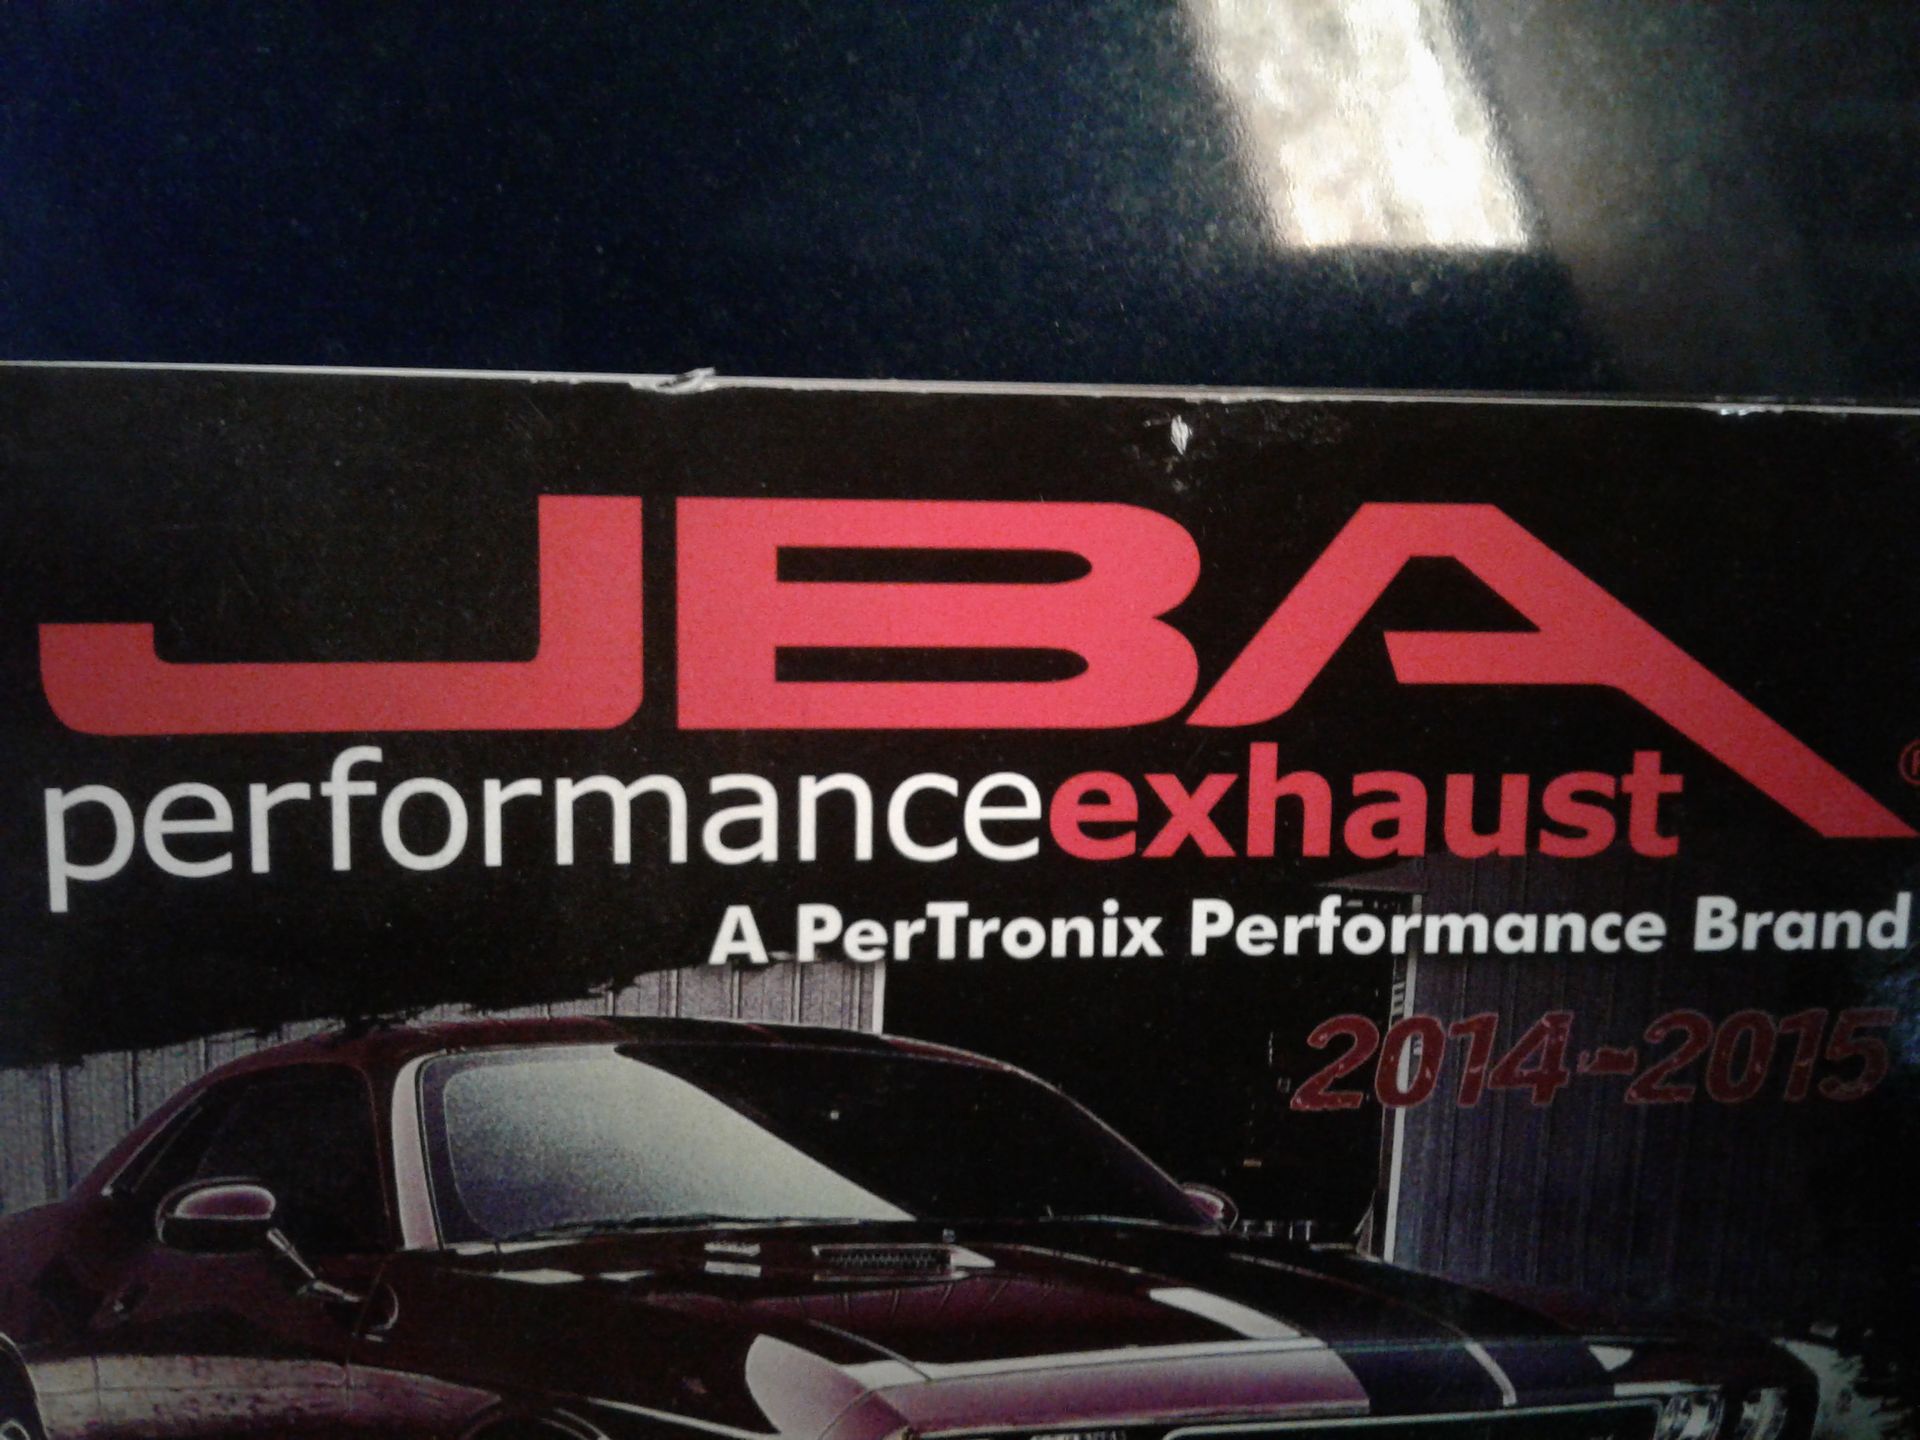 JBA®
performanceexhaust
A PerTronix Performance Brand
2014-2015